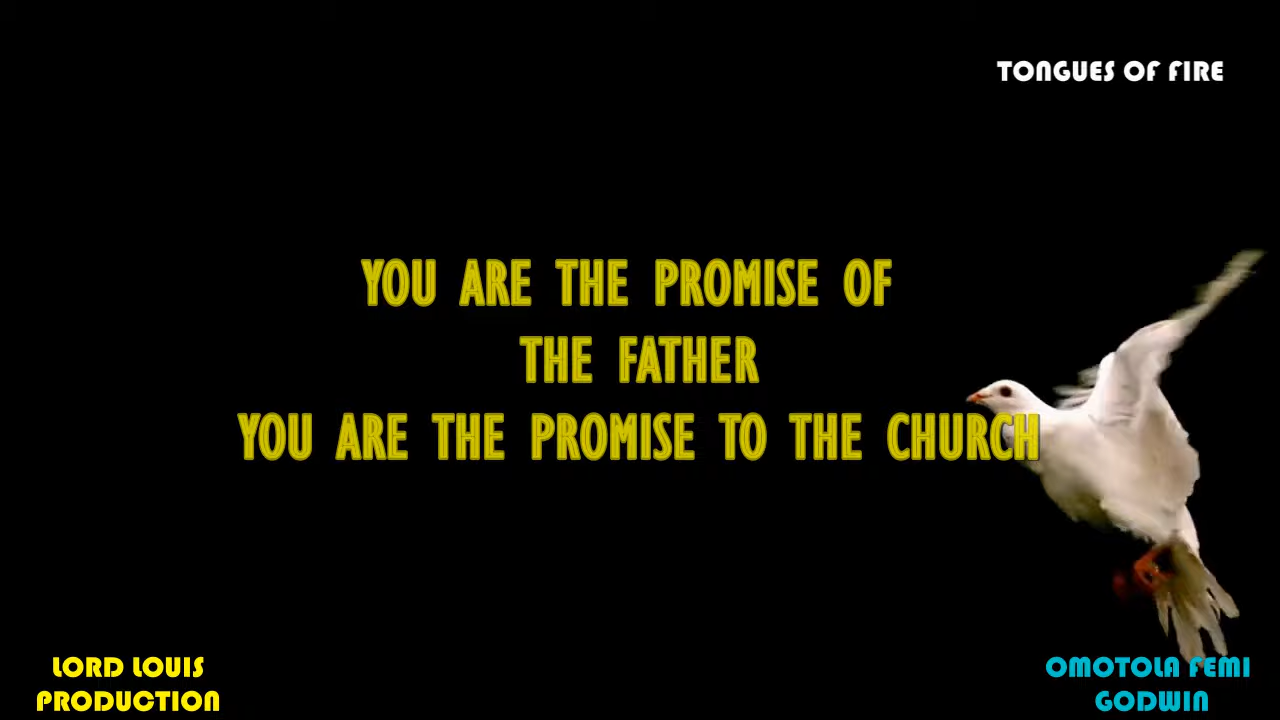 TONGUES OF FIRE
YOU ARE THE PROMISE OF
THE FATHER
YOU ARE THE PROMISE TO THE CHURCH
LORD LOUIS
PRODUCTION
OMOTOLA FEMI
GODWIN